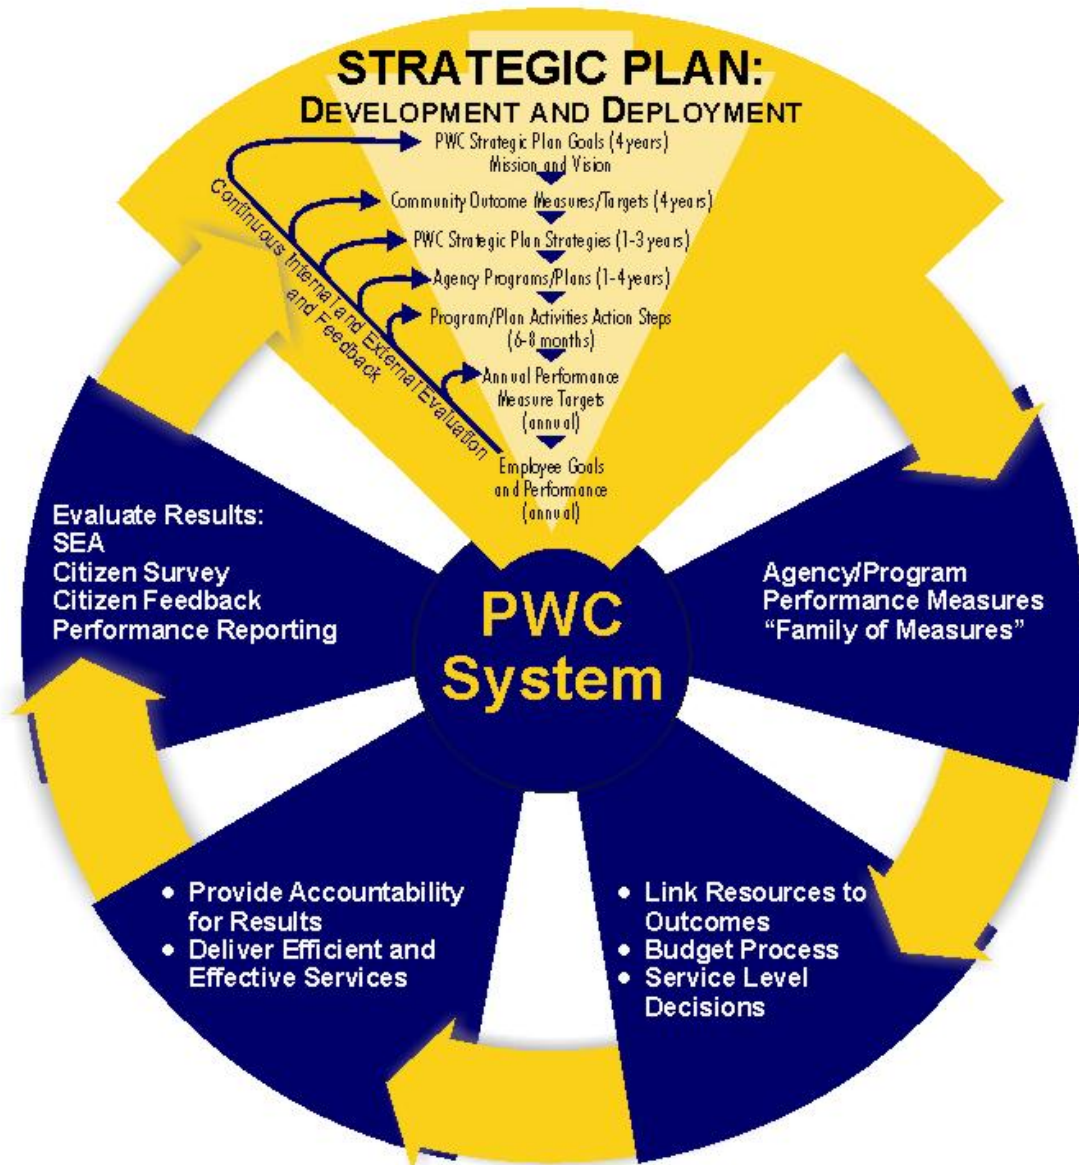 STRATEGIC PLAN:
DEVELOPMENT AND DEPLOYMENT
PWC Strategic Plan Goals (4 years)
Mission and Vision
Community Outcome Measures/Targets (4 years)
PWC Strategic Plan Strategies (1-3 years)
Agency Programs/Plans (1-4 years)
Program/Plan Activities Action Steps
(6-8 months)
Annual Performance
Measure Targets
(annual)
Employee Goals
and Performance
(annual)
Continuous Internal and External Evaluation
and Feedback
Agency/Program
Performance Measures
“Family of Measures”
• Link Resources to
Outcomes
• Budget Process
• Service Level
Decisions
• Provide Accountability
for Results
• Deliver Efficient and
Effective Services
Evaluate Results:
SEA
Citizen Survey
Citizen Feedback
Performance Reporting
PWC
System